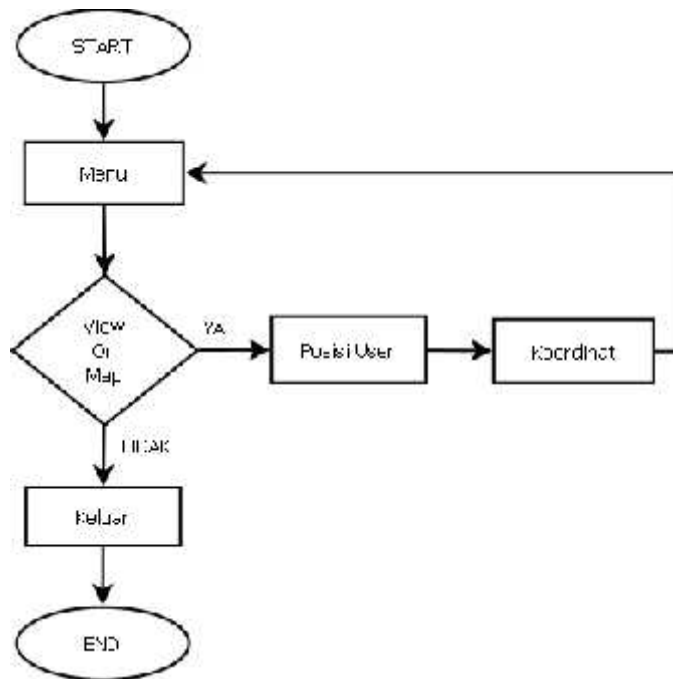 START
Menu
View
On
Map
YA
Posisi User
Koordinat
TIDAK
Keluar
END